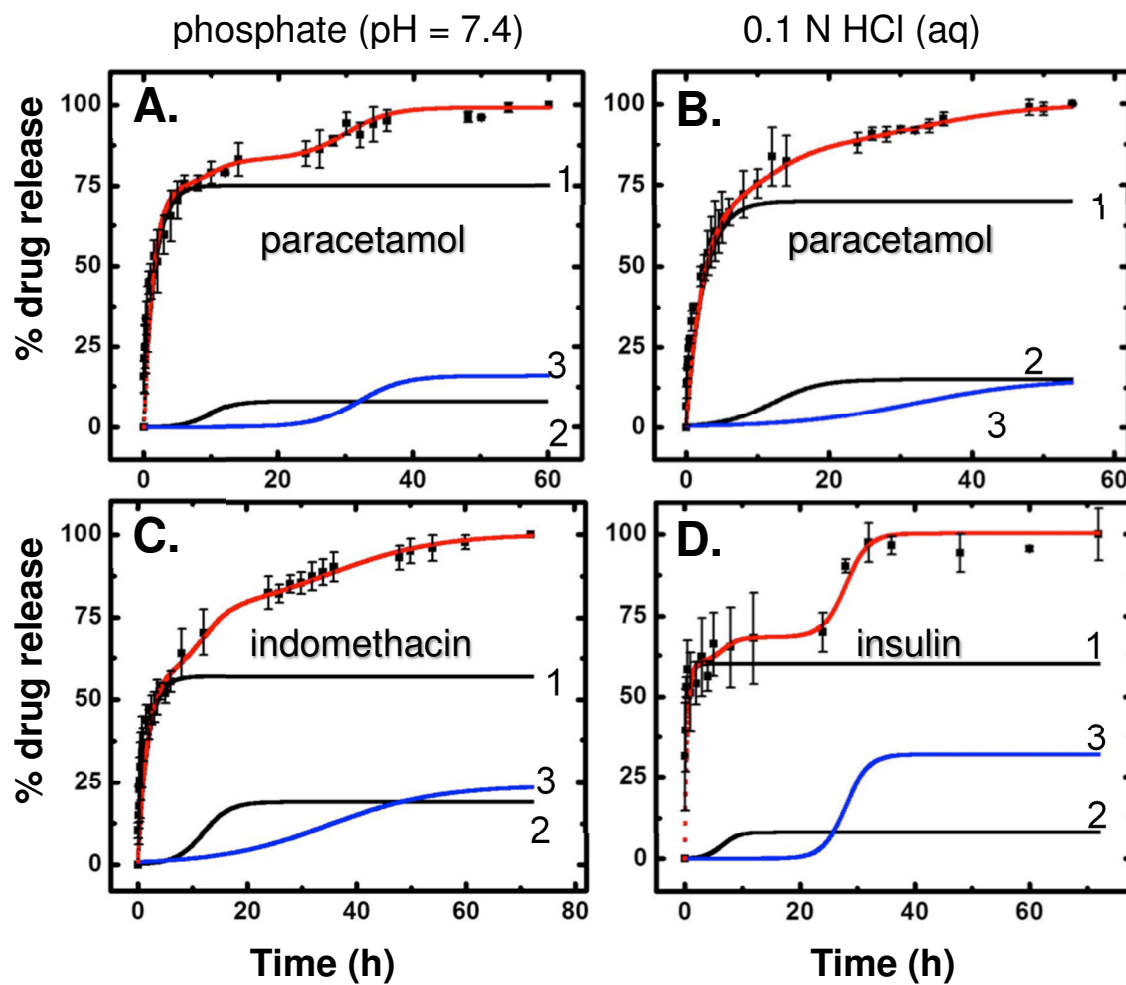 phosphate (pH = 7.4)
0.1 N HCl (aq)
% drug release
A.
100
75
50
25
0
0 20 40 60
paracetamol
1
3
2
B.
100
75
50
25
0
0 20 40 60
paracetamol
1
2
3
% drug release
C.
100
75
50
25
0
0 20 40 60 80
indomethacin
1
3
2
Time (h)
D.
100
75
50
25
0
0 20 40 60
insulin
1
3
2
Time (h)